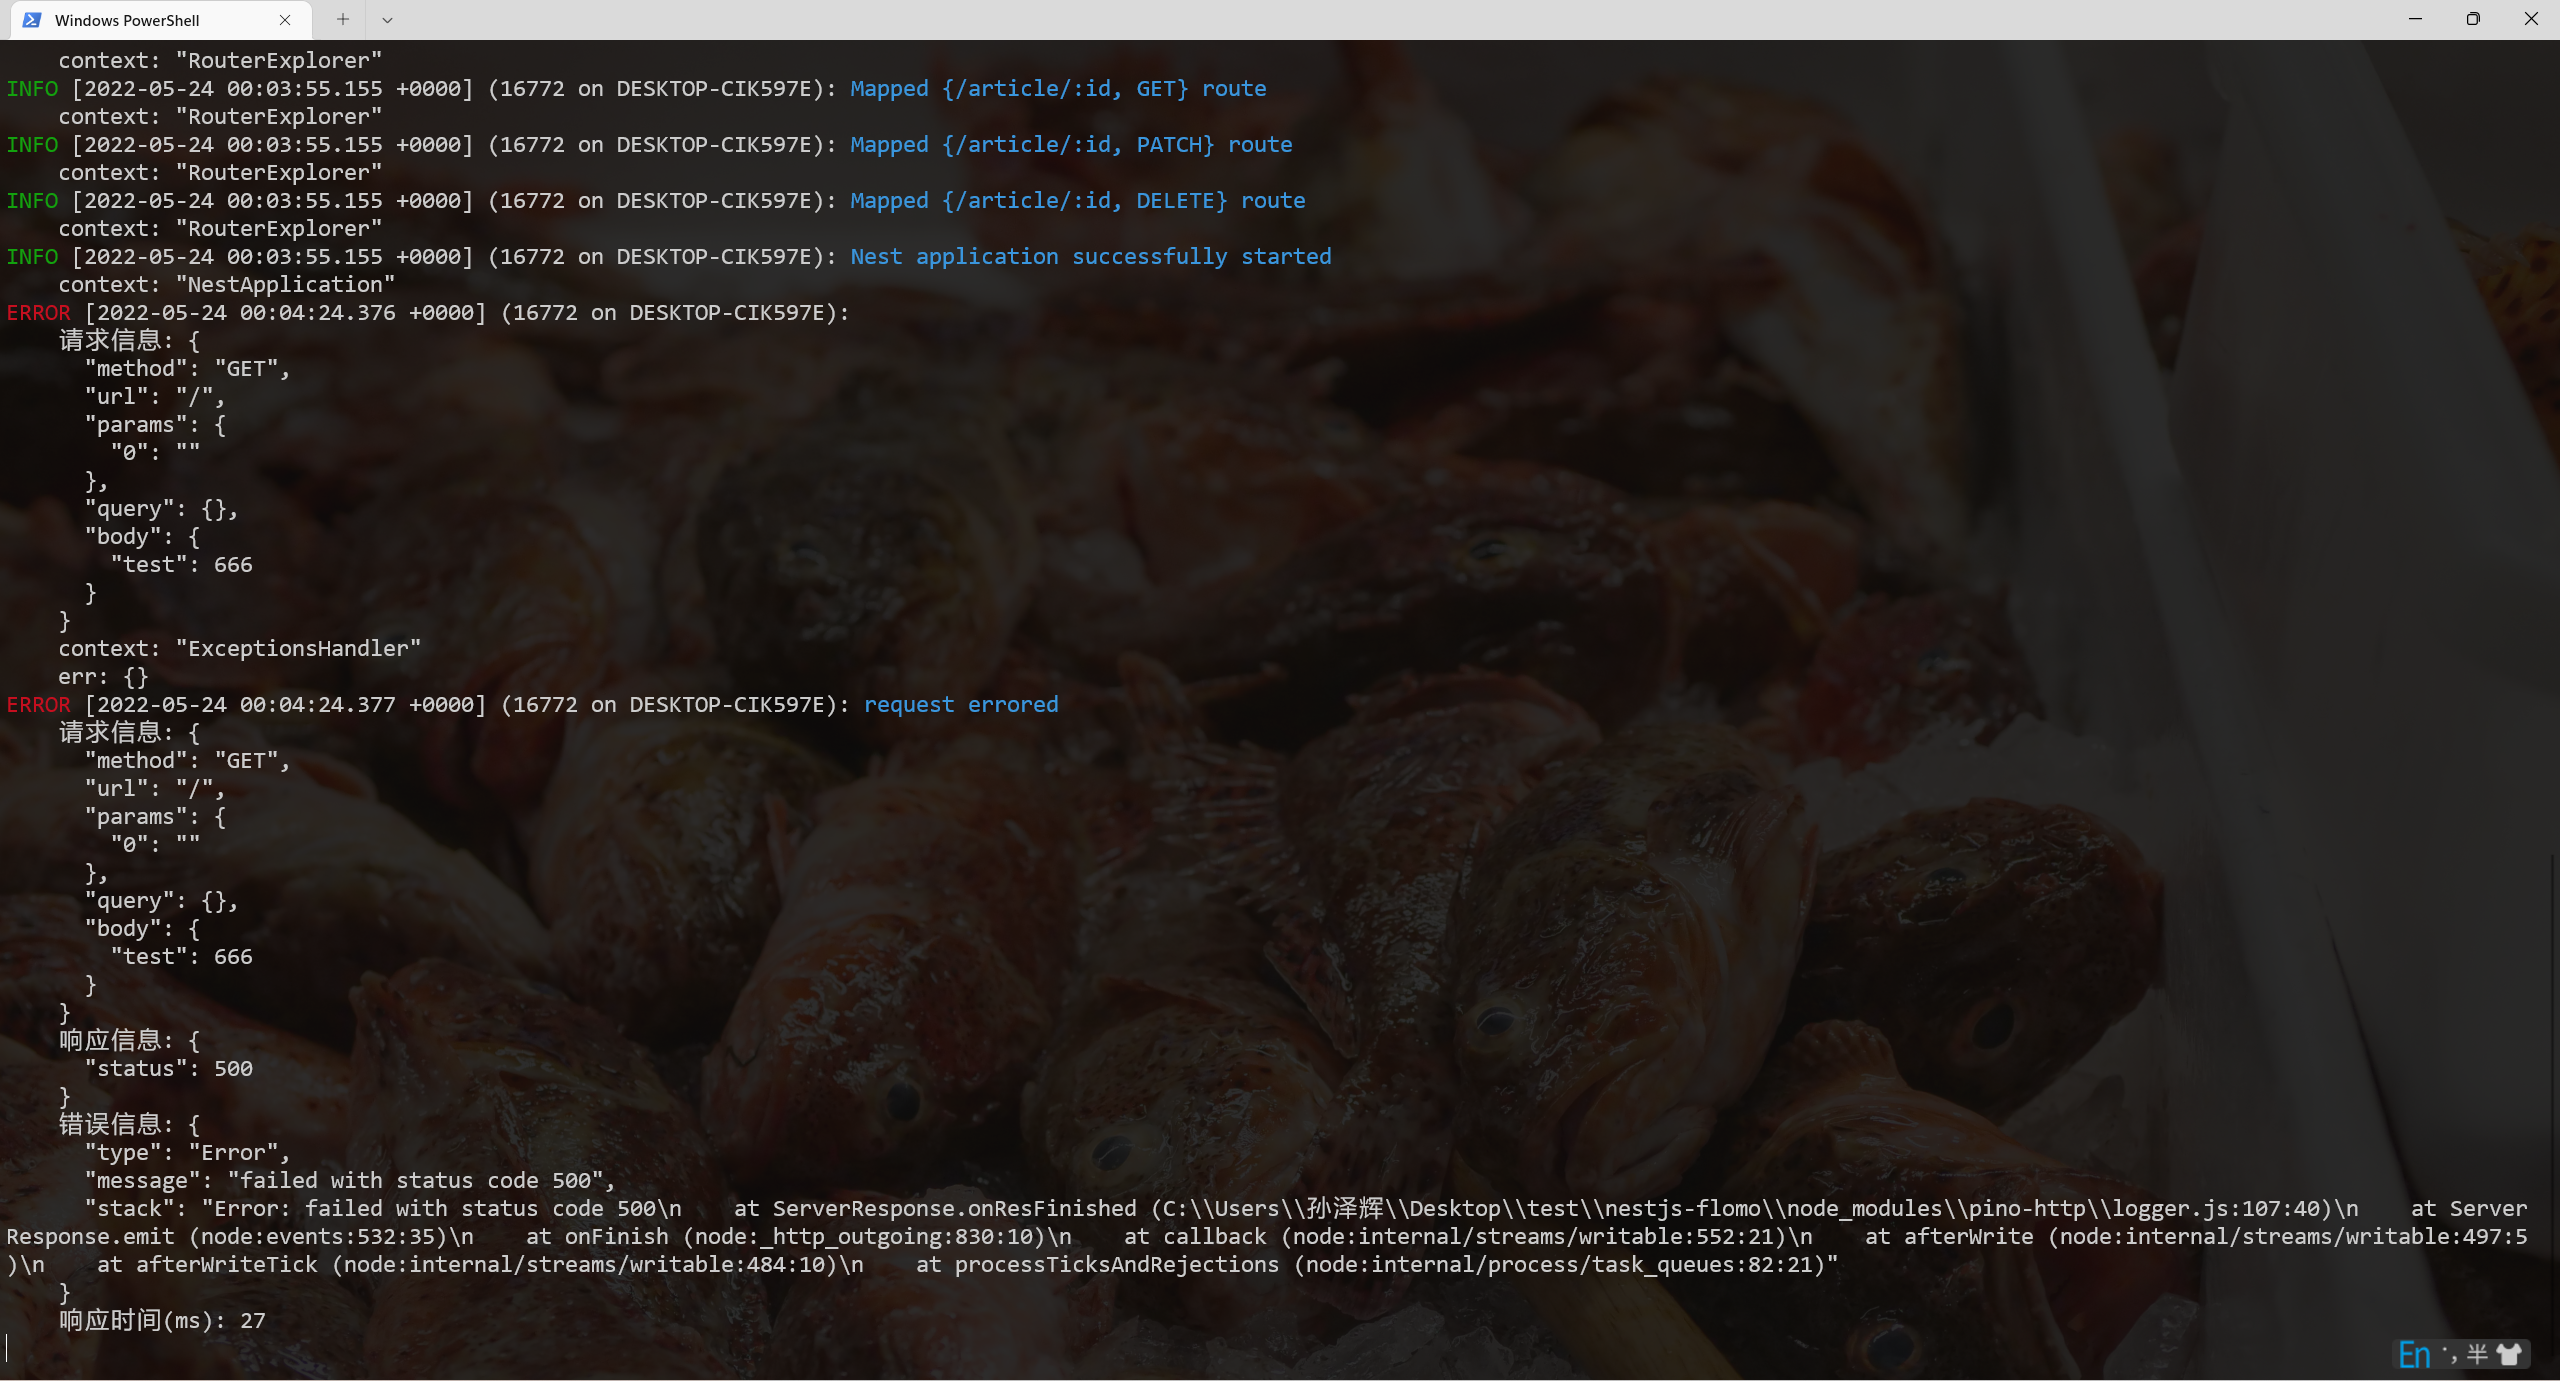 Windows PowerShell
context: "RouterExplorer"
INFO [2022-05-24 00:03:55.155 +0000] (16772 on DESKTOP-CIK597E): Mapped {/article/:id, GET} route
context: "RouterExplorer"
INFO [2022-05-24 00:03:55.155 +0000] (16772 on DESKTOP-CIK597E): Mapped {/article/:id, PATCH} route
context: "RouterExplorer"
INFO [2022-05-24 00:03:55.155 +0000] (16772 on DESKTOP-CIK597E): Mapped {/article/:id, DELETE} route
context: "RouterExplorer"
INFO [2022-05-24 00:03:55.155 +0000] (16772 on DESKTOP-CIK597E): Nest application successfully started
context: "NestApplication"
ERROR [2022-05-24 00:04:24.376 +0000] (16772 on DESKTOP-CIK597E):
请求信息: {
"method": "GET",
"url": "/",
"params": {
"0": ""
},
"query": {},
"body": {
"test": 666
}
}
context: "ExceptionsHandler"
err: {}
ERROR [2022-05-24 00:04:24.377 +0000] (16772 on DESKTOP-CIK597E): request errored
请求信息: {
"method": "GET",
"url": "/",
"params": {
"0": ""
},
"query": {},
"body": {
"test": 666
}
}
响应信息: {
"status": 500
}
错误信息: {
"type": "Error",
"message": "failed with status code 500",
"stack": "Error: failed with status code 500\n    at ServerResponse.onResFinished (C:\\Users\\孙泽辉\\Desktop\\test\\nestjs-flomo\\node_modules\\pino-http\\logger.js:107:40)\n    at Server
Response.emit (node:events:532:35)\n    at onFinish (node:_http_outgoing:830:10)\n    at callback (node:internal/streams/writable:552:21)\n    at afterWrite (node:internal/streams/writable:497:5
)\n    at afterWriteTick (node:internal/streams/writable:484:10)\n    at processTicksAndRejections (node:internal/process/task_queues:82:21)"
}
响应时间(ms): 27
En 半